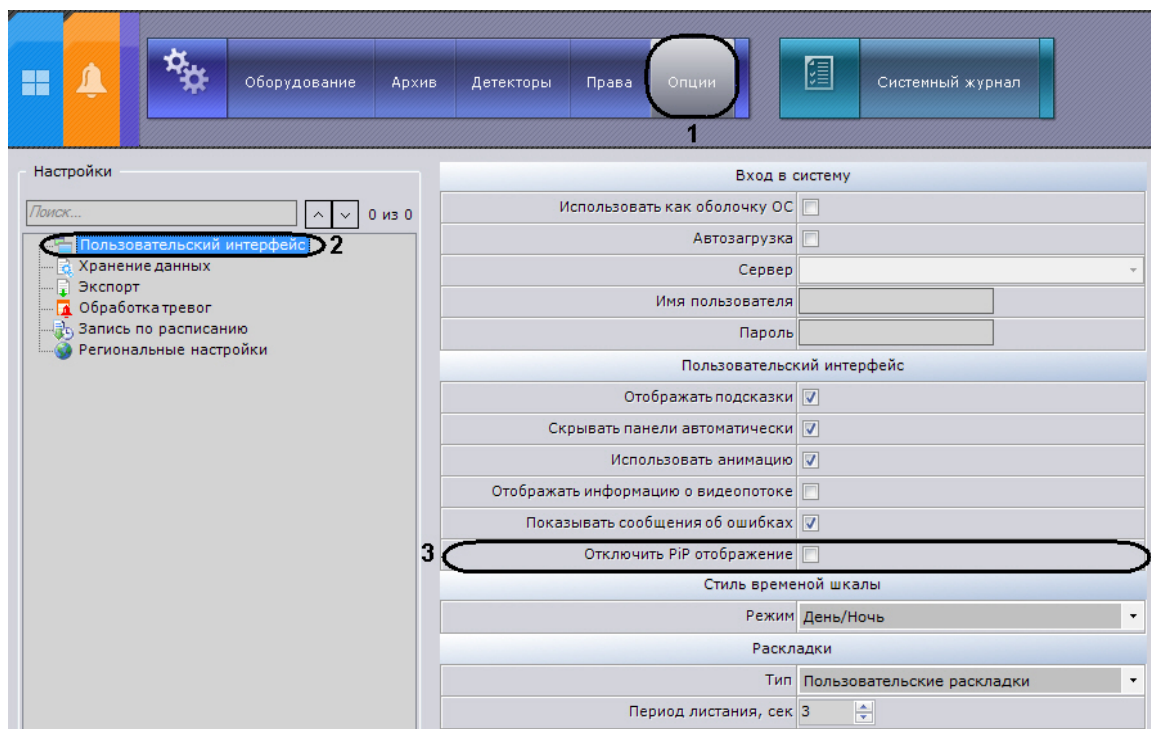 Оборудование Архив Детекторы Права Опции Системный журнал
1
Настройки
Поиск... 0 из 0
Пользовательский интерфейс 2
Хранение данных
Экспорт
Обработка тревог
Запись по расписанию
Региональные настройки
Вход в систему
Использовать как оболочку ОС
Автозагрузка
Сервер
Имя пользователя
Пароль
Пользовательский интерфейс
Отображать подсказки
Скрывать панели автоматически
Использовать анимацию
Отображать информацию о видеопотоке
Показывать сообщения об ошибках
3 Отключить PiP отображение
Стиль временой шкалы
Режим День/Ночь
Раскладки
Тип Пользовательские раскладки
Период листания, сек 3